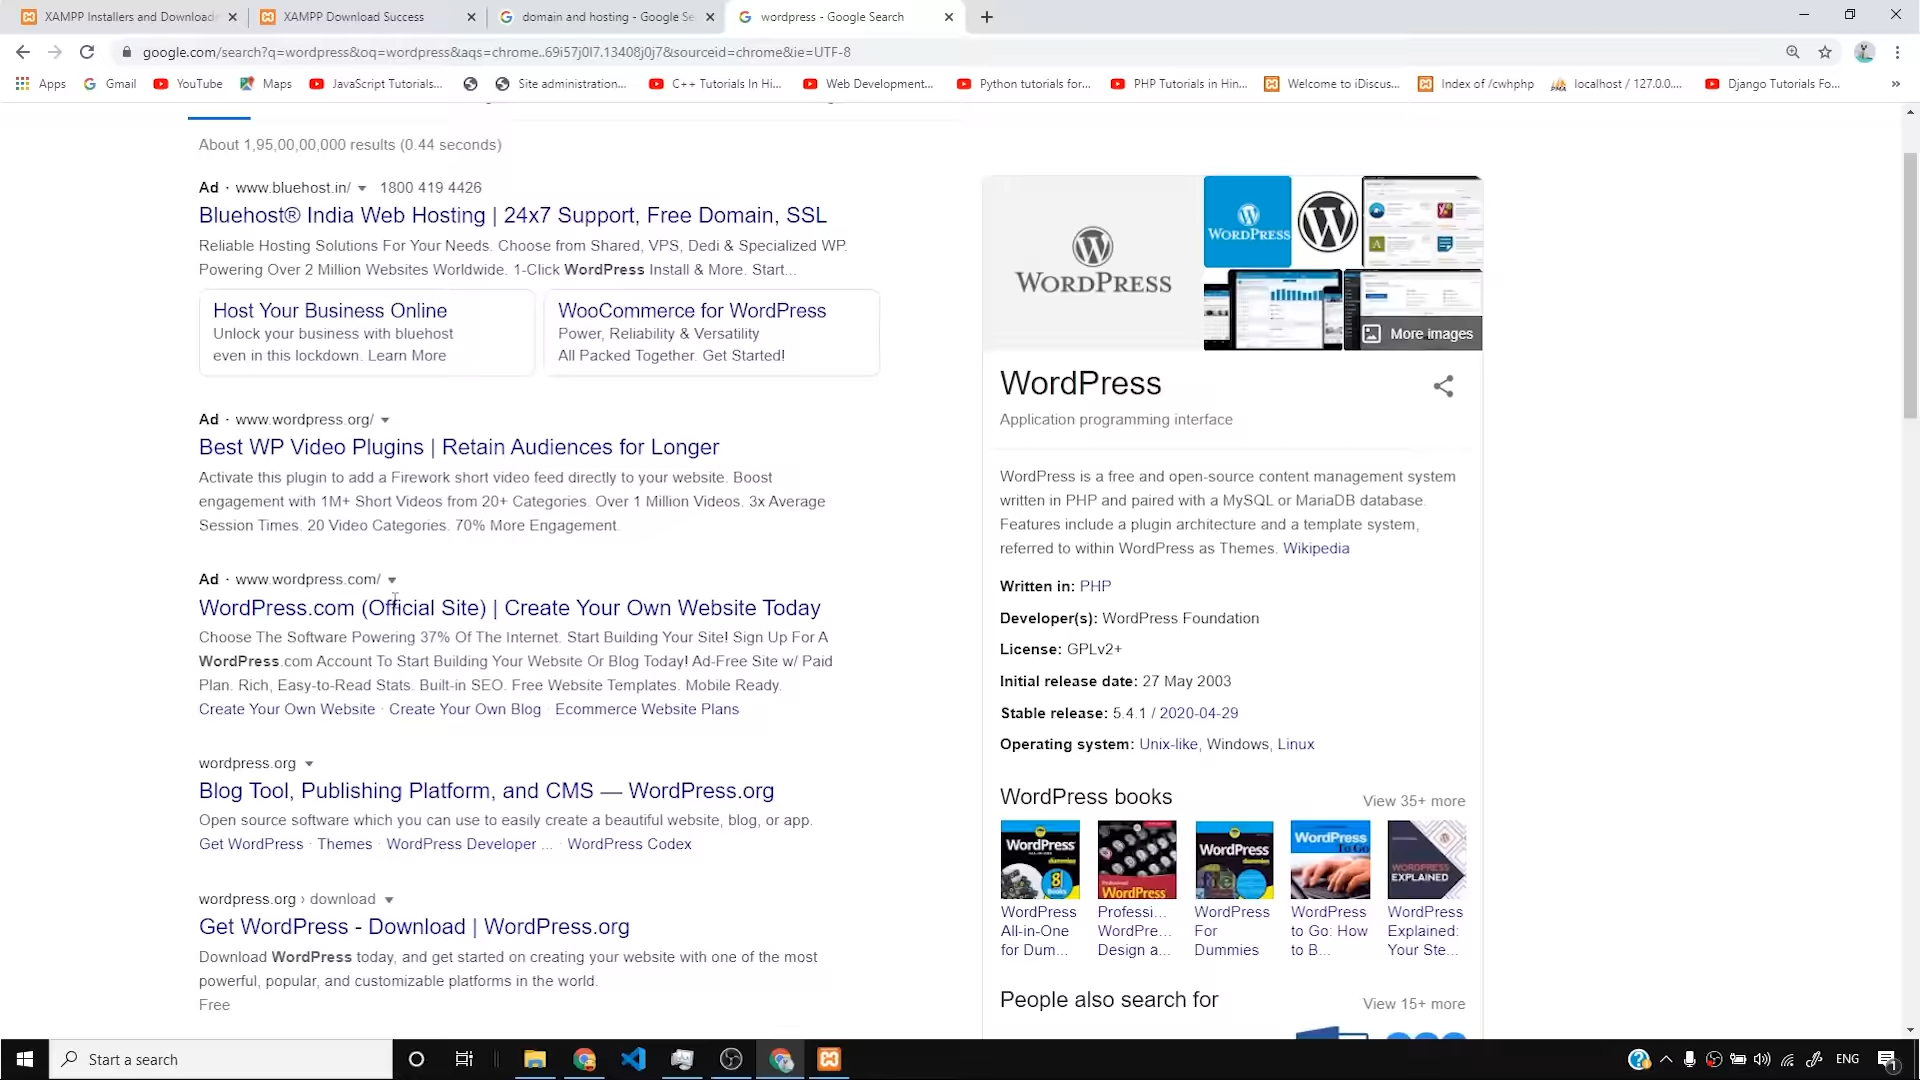 XAMPP Installers and Download
XAMPP Download Success
domain and hosting - Google Se
wordpress - Google Search
google.com/search?q=wordpress&oq=wordpress&aqs=chrome..69i57j0l7.13408j0j7&sourceid=chrome&ie=UTF-8
Apps
Gmail
YouTube
Maps
JavaScript Tutorials...
Site administration...
C++ Tutorials In Hi...
Web Development...
Python tutorials for...
PHP Tutorials in Hin...
Welcome to iDiscus...
Index of /cwhphp
localhost / 127.0.0....
Django Tutorials Fo...
About 1,95,00,00,000 results (0.44 seconds)
Ad · www.bluehost.in/ 1800 419 4426
Bluehost® India Web Hosting | 24x7 Support, Free Domain, SSL
Reliable Hosting Solutions For Your Needs. Choose from Shared, VPS, Dedi & Specialized WP.
Powering Over 2 Million Websites Worldwide. 1-Click WordPress Install & More. Start...
Host Your Business Online
Unlock your business with bluehost
even in this lockdown. Learn More
WooCommerce for WordPress
Power, Reliability & Versatility
All Packed Together. Get Started!
Ad · www.wordpress.org/
Best WP Video Plugins | Retain Audiences for Longer
Activate this plugin to add a Firework short video feed directly to your website. Boost
engagement with 1M+ Short Videos from 20+ Categories. Over 1 Million Videos. 3x Average
Session Times. 20 Video Categories. 70% More Engagement.
Ad · www.wordpress.com/
WordPress.com (Official Site) | Create Your Own Website Today
Choose The Software Powering 37% Of The Internet. Start Building Your Site! Sign Up For A
WordPress.com Account To Start Building Your Website Or Blog Today! Ad-Free Site w/ Paid
Plan. Rich, Easy-to-Read Stats. Built-in SEO. Free Website Templates. Mobile Ready.
Create Your Own Website · Create Your Own Blog · Ecommerce Website Plans
wordpress.org
Blog Tool, Publishing Platform, and CMS — WordPress.org
Open source software which you can use to easily create a beautiful website, blog, or app.
Get WordPress · Themes · WordPress Developer ... · WordPress Codex
wordpress.org › download
Get WordPress - Download | WordPress.org
Download WordPress today, and get started on creating your website with one of the most
powerful, popular, and customizable platforms in the world.
Free
WORDPRESS
WORDPRESS
More images
WordPress
Application programming interface
WordPress is a free and open-source content management system
written in PHP and paired with a MySQL or MariaDB database.
Features include a plugin architecture and a template system,
referred to within WordPress as Themes. Wikipedia
Written in: PHP
Developer(s): WordPress Foundation
License: GPLv2+
Initial release date: 27 May 2003
Stable release: 5.4.1 / 2020-04-29
Operating system: Unix-like, Windows, Linux
WordPress books
View 35+ more
WordPress
8
WordPress
WordPress
WordPress
To Go
WORDPRESS
EXPLAINED
WordPress
All-in-One
for Dum...
Professi...
WordPre...
Design a...
WordPress
For
Dummies
WordPress
to Go: How
to B...
WordPress
Explained:
Your Ste...
People also search for
View 15+ more
Start a search
ENG
1